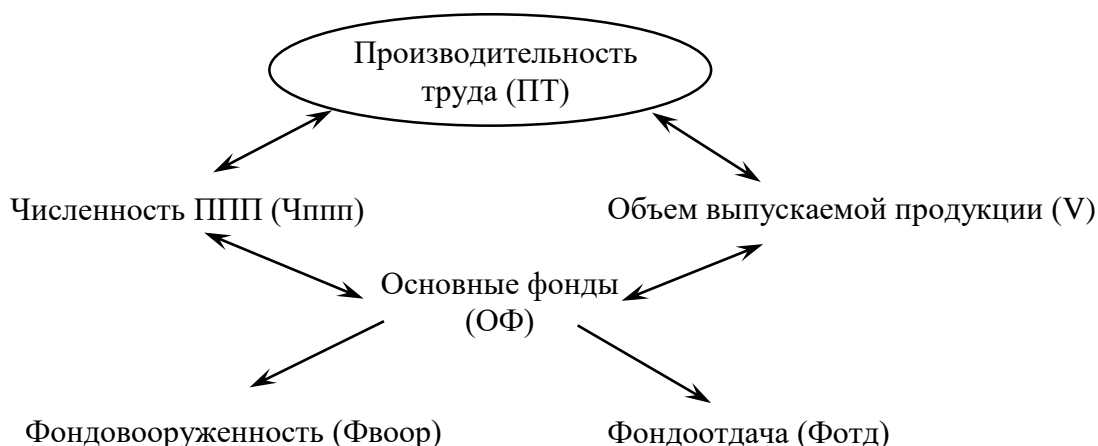 Производительность
труда (ПТ)
Численность ППП (Чппп)
Объем выпускаемой продукции (V)
Основные фонды
(ОФ)
Фондовооруженность (Фвоор)
Фондоотдача (Фотд)